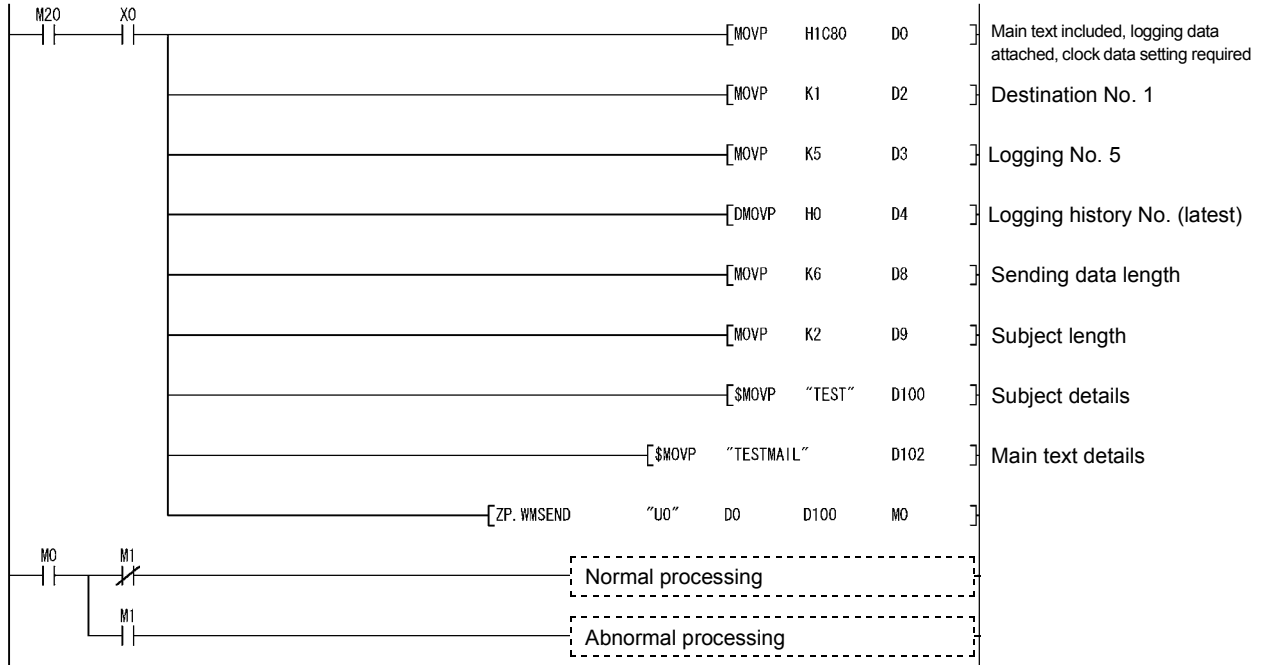 M20 X0
[MOVP H1C80 D0 ] Main text included, logging data
attached, clock data setting required
[MOVP K1 D2 ] Destination No. 1
[MOVP K5 D3 ] Logging No. 5
[DMOVP H0 D4 ] Logging history No. (latest)
[MOVP K6 D8 ] Sending data length
[MOVP K2 D9 ] Subject length
[$MOVP "TEST" D100 ] Subject details
[$MOVP "TESTMAIL" D102 ] Main text details
[ZP.WMSEND "U0" D0 D100 M0 ]
M0 M1
Normal processing
M1
Abnormal processing